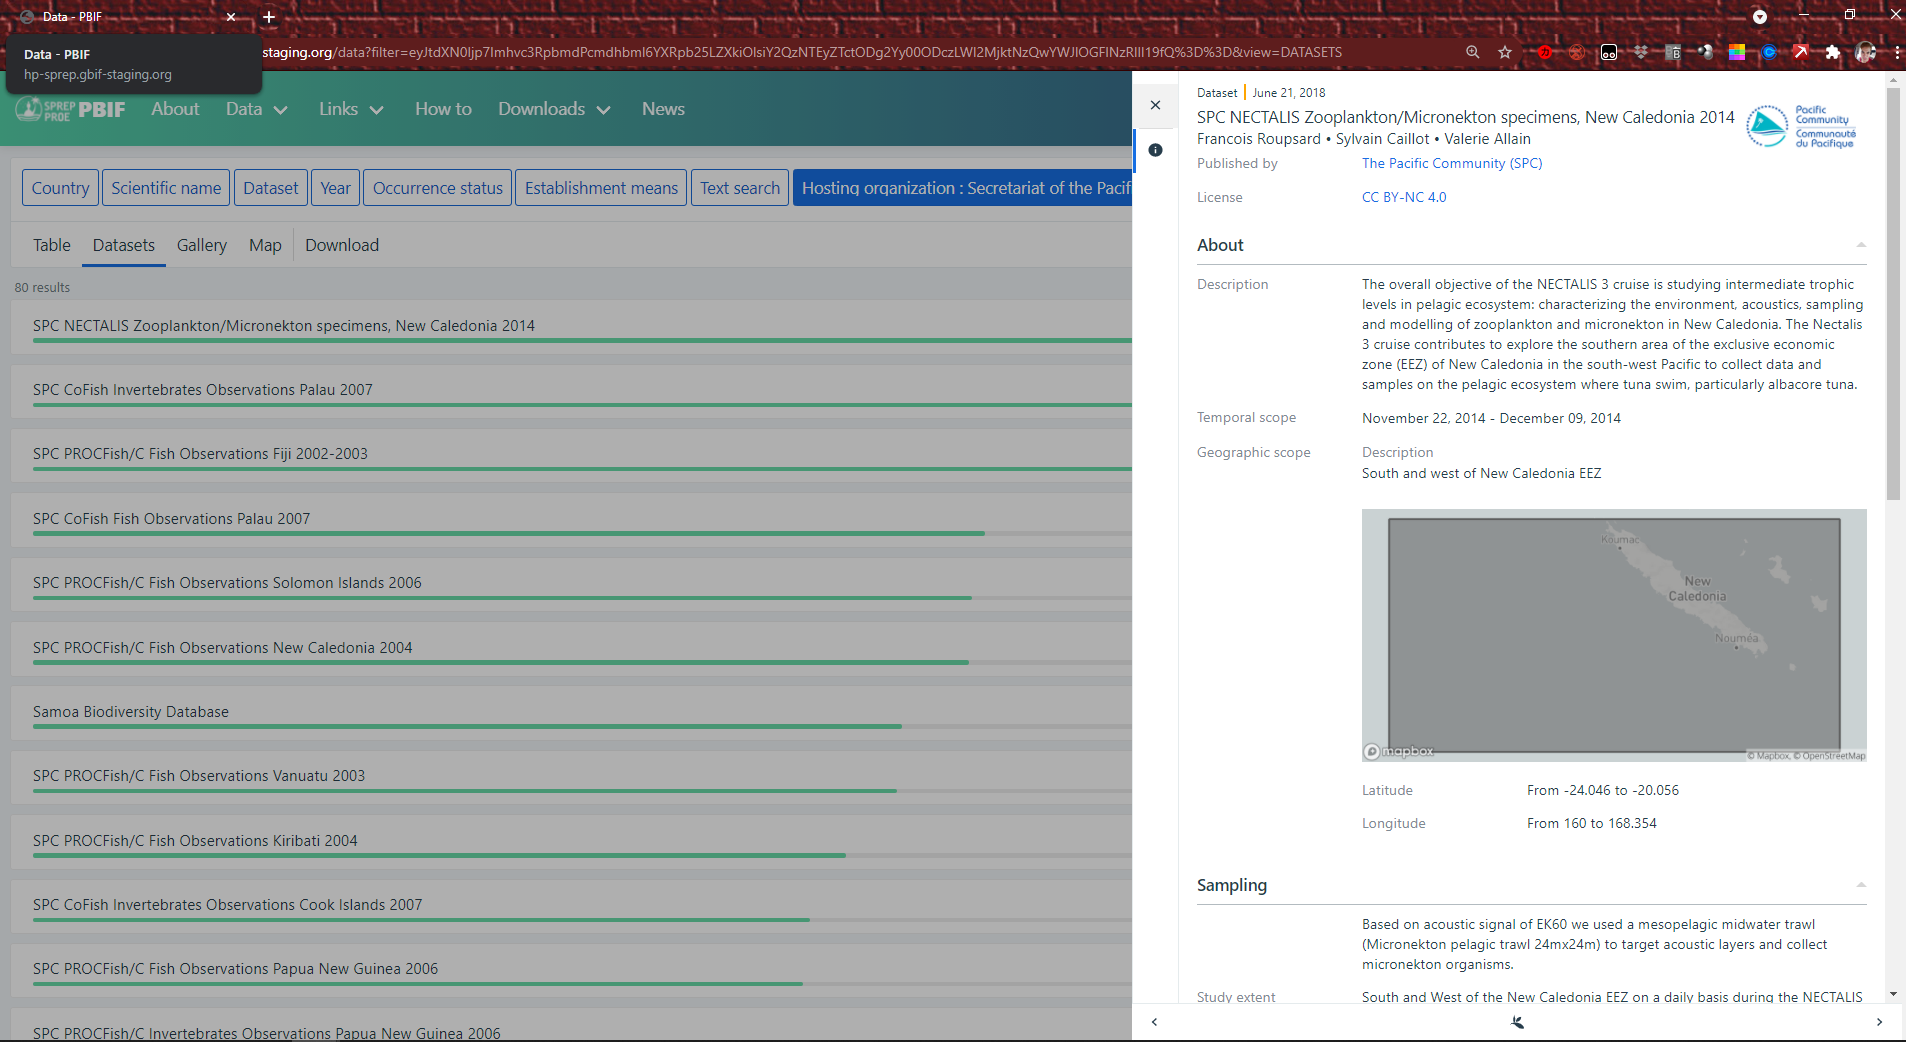 Data - PBIF
Data - PBIF
hp-sprep.gbif-staging.org
staging.org/data?filter=eyJtdXN0Ijp7Imhvc3RpbmdPcmdhbml6YXRpb25LZXkiOlsiY2QzNTEyZTctODg2Yy00ODczLWI2MjktNzQwYWJlOGFlNzRlIl19fQ%3D%3D&view=DATASETS
SPREP
PROE
PBIF
About
Data
Links
How to
Downloads
News
Country
Scientific name
Dataset
Year
Occurrence status
Establishment means
Text search
Hosting organization : Secretariat of the Pacif
Table
Datasets
Gallery
Map
Download
80 results
SPC NECTALIS Zooplankton/Micronekton specimens, New Caledonia 2014
SPC CoFish Invertebrates Observations Palau 2007
SPC PROCFish/C Fish Observations Fiji 2002-2003
SPC CoFish Fish Observations Palau 2007
SPC PROCFish/C Fish Observations Solomon Islands 2006
SPC PROCFish/C Fish Observations New Caledonia 2004
Samoa Biodiversity Database
SPC PROCFish/C Fish Observations Vanuatu 2003
SPC PROCFish/C Fish Observations Kiribati 2004
SPC CoFish Invertebrates Observations Cook Islands 2007
SPC PROCFish/C Fish Observations Papua New Guinea 2006
SPC PROCFish/C Invertebrates Observations Papua New Guinea 2006
Dataset | June 21, 2018
SPC NECTALIS Zooplankton/Micronekton specimens, New Caledonia 2014
Francois Roupsard • Sylvain Caillot • Valerie Allain
Pacific
Community
Communauté
du Pacifique
Published by The Pacific Community (SPC)
License CC BY-NC 4.0
About
Description
The overall objective of the NECTALIS 3 cruise is studying intermediate trophic
levels in pelagic ecosystem: characterizing the environment, acoustics, sampling
and modelling of zooplankton and micronekton in New Caledonia. The Nectalis
3 cruise contributes to explore the southern area of the exclusive economic
zone (EEZ) of New Caledonia in the south-west Pacific to collect data and
samples on the pelagic ecosystem where tuna swim, particularly albacore tuna.
Temporal scope November 22, 2014 - December 09, 2014
Geographic scope Description
South and west of New Caledonia EEZ
Koumac
New
Caledonia
Nouméa
mapbox
© Mapbox, © OpenStreetMap
Latitude From -24.046 to -20.056
Longitude From 160 to 168.354
Sampling
Based on acoustic signal of EK60 we used a mesopelagic midwater trawl
(Micronekton pelagic trawl 24mx24m) to target acoustic layers and collect
micronekton organisms.
Study extent South and West of the New Caledonia EEZ on a daily basis during the NECTALIS